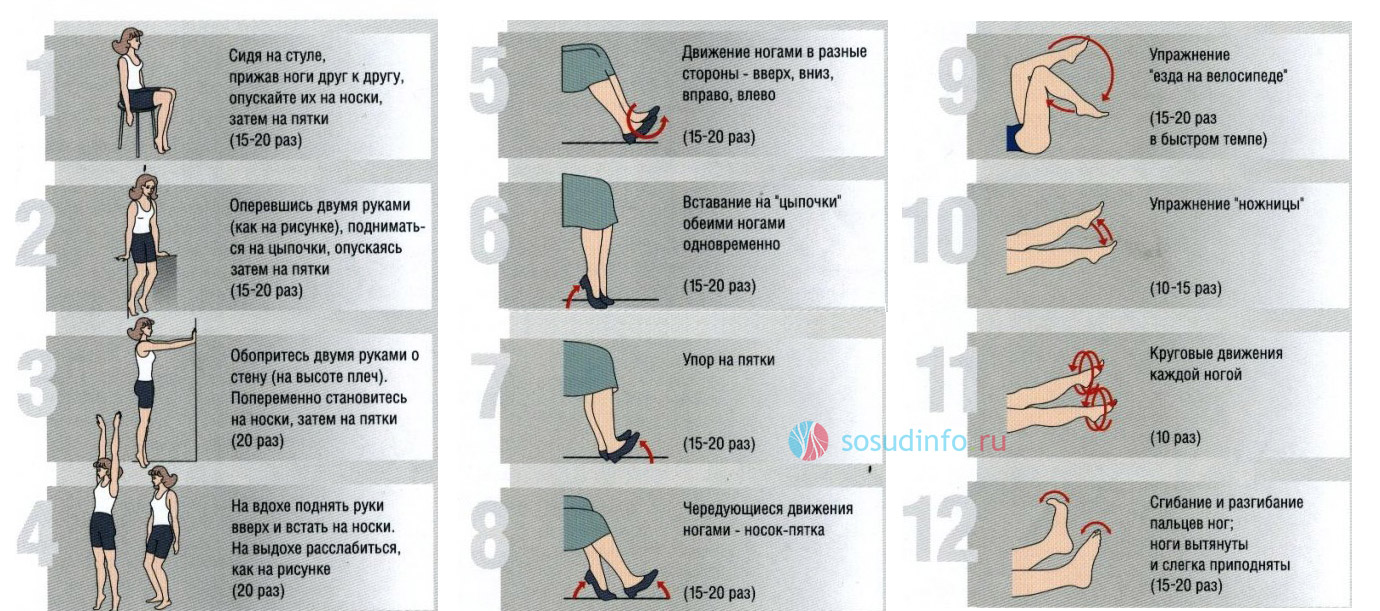 1
Сидя на стуле,
прижав ноги друг к другу,
опускайте их на носки,
затем на пятки
(15-20 раз)
2
Оперевшись двумя руками
(как на рисунке), поднимать-
ся на цыпочки, опускаясь
затем на пятки
(15-20 раз)
3
Обопритесь двумя руками о
стену (на высоте плеч).
Попеременно становитесь
на носки, затем на пятки
(20 раз)
4
На вдохе поднять руки
вверх и встать на носки.
На выдохе расслабиться,
как на рисунке
(20 раз)
5
Движение ногами в разные
стороны - вверх, вниз,
вправо, влево
(15-20 раз)
6
Вставание на "цыпочки"
обеими ногами
одновременно
(15-20 раз)
7
Упор на пятки
(15-20 раз)
sosudinfo.ru
8
Чередующиеся движения
ногами - носок-пятка
(15-20 раз)
9
Упражнение
"езда на велосипеде"
(15-20 раз
в быстром темпе)
10
Упражнение "ножницы"
(10-15 раз)
11
Круговые движения
каждой ногой
(10 раз)
12
Сгибание и разгибание
пальцев ног;
ноги вытянуты
и слегка приподняты
(15-20 раз)